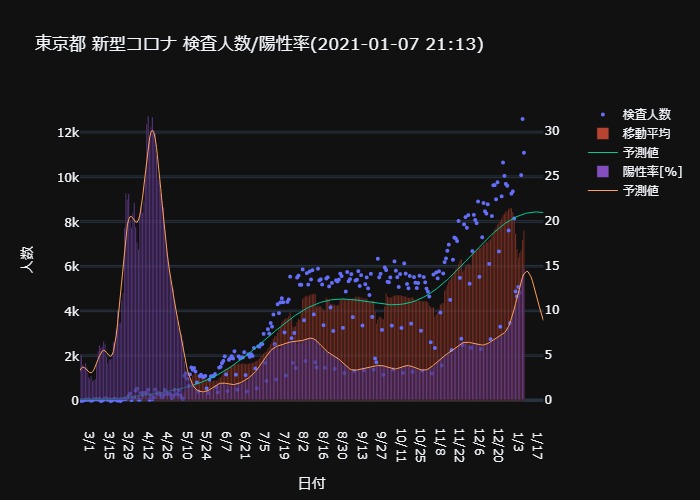 東京都 新型コロナ 検査人数/陽性率(2021-01-07 21:13)
検査人数
移動平均
予測値
陽性率[%]
予測値
人数
12k
10k
8k
6k
4k
2k
0
30
25
20
15
10
5
0
3/1
3/15
3/29
4/12
4/26
5/10
5/24
6/7
6/21
7/5
7/19
8/2
8/16
8/30
9/13
9/27
10/11
10/25
11/8
11/22
12/6
12/20
1/3
1/17
日付